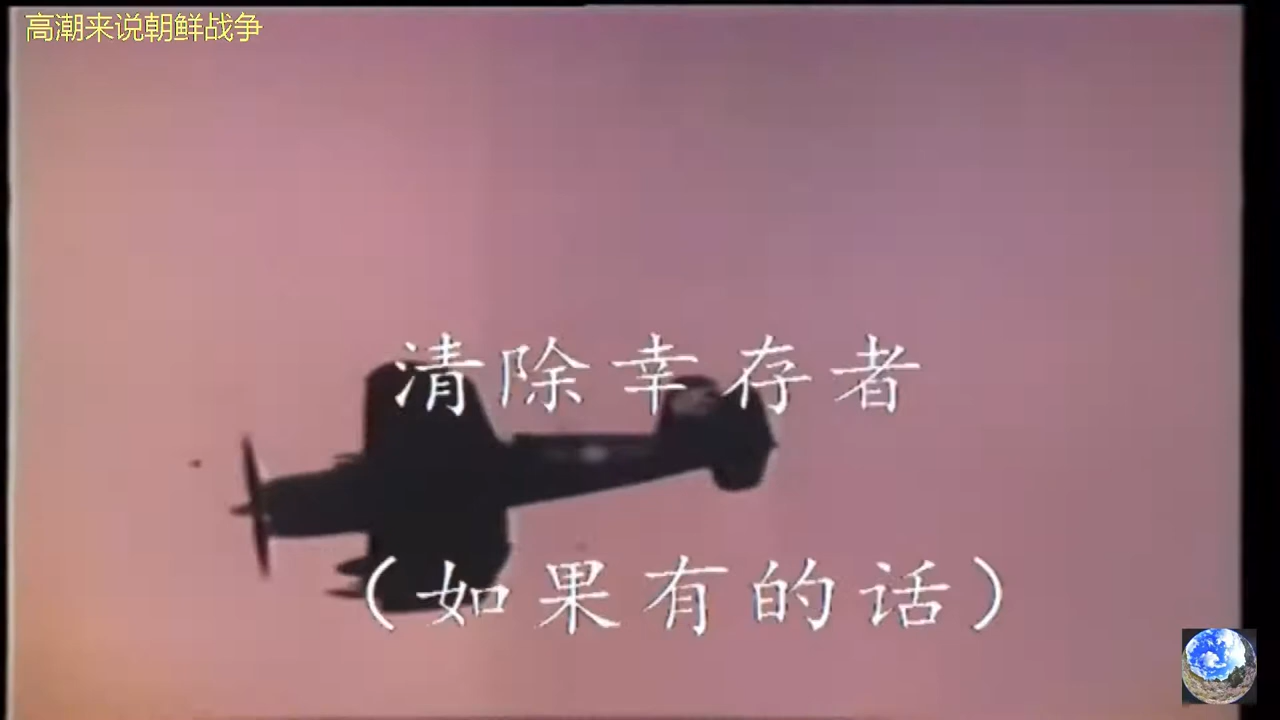 高潮来说朝鲜战争
清除幸存者
（如果有的话）